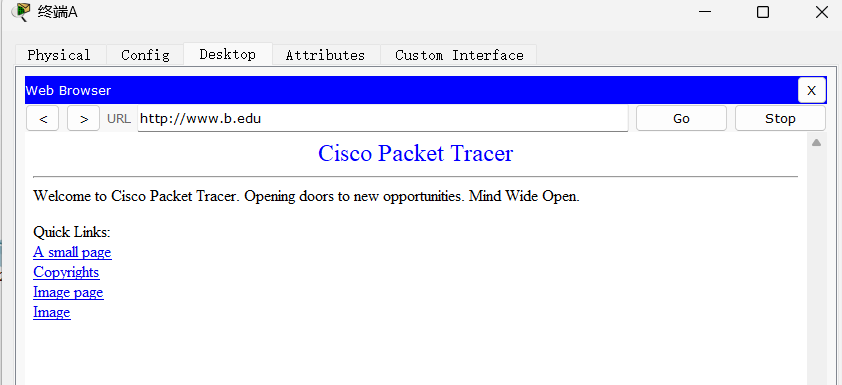 终端A
Physical Config Desktop Attributes Custom Interface
Web Browser X
< > URL http://www.b.edu Go Stop
Cisco Packet Tracer
Welcome to Cisco Packet Tracer. Opening doors to new opportunities. Mind Wide Open.
Quick Links:
A small page
Copyrights
Image page
Image